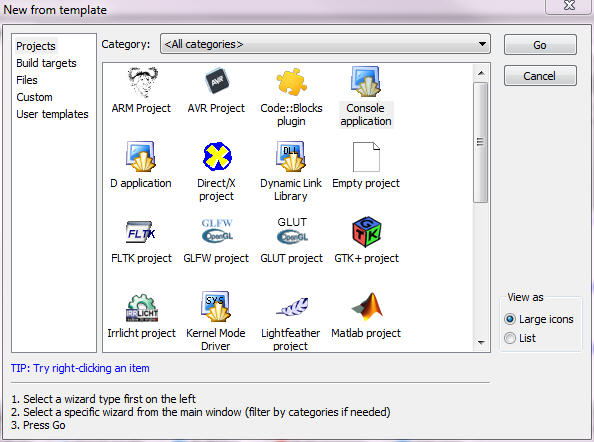 New from template
Projects
Build targets
Files
Custom
User templates
Category: <All categories>
Go
Cancel
ARM Project
AVR Project
Code::Blocks
plugin
Console
application
D application
Direct/X
project
DLL
Dynamic Link
Library
Empty project
FLTK
FLTK project
GLFW
OpenGL
GLFW project
GLUT
OpenGL
GLUT project
GTK
GTK+ project
IRRLICHT
Irrlicht project
SYS
Kernel Mode
Driver
Lightfeather
project
Matlab project
View as
Large icons
List
TIP: Try right-clicking an item
1. Select a wizard type first on the left
2. Select a specific wizard from the main window (filter by categories if needed)
3. Press Go